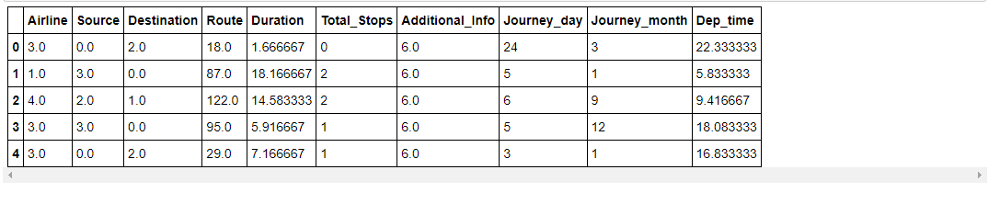 Airline Source Destination Route Duration Total_Stops Additional_Info Journey_day Journey_month Dep_time
0 3.0 0.0 2.0 18.0 1.666667 0 6.0 24 3 22.333333
1 1.0 3.0 0.0 87.0 18.166667 2 6.0 5 1 5.833333
2 4.0 2.0 1.0 122.0 14.583333 2 6.0 6 9 9.416667
3 3.0 3.0 0.0 95.0 5.916667 1 6.0 5 12 18.083333
4 3.0 0.0 2.0 29.0 7.166667 1 6.0 3 1 16.833333